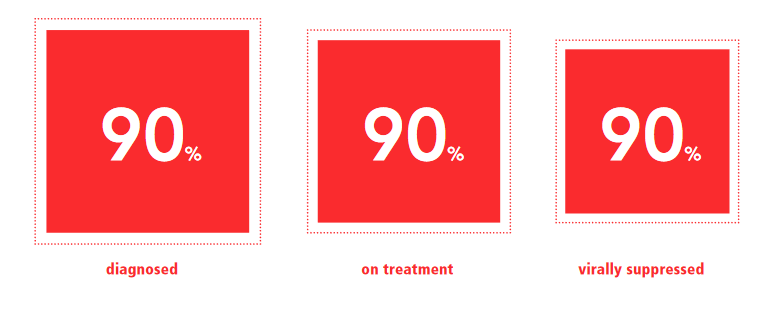 90%
90%
90%
diagnosed
on treatment
virally suppressed